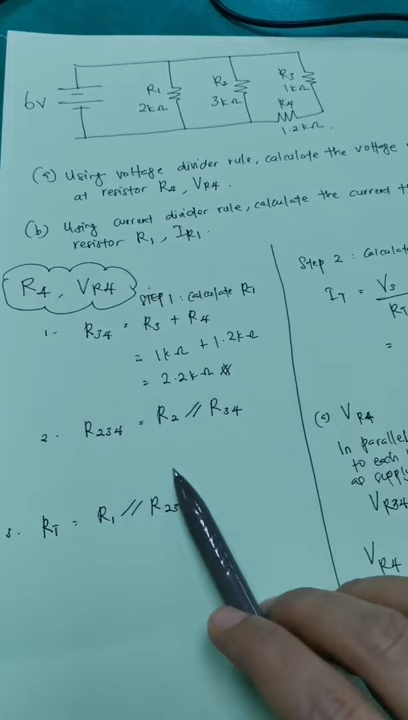 6V
R1
2kΩ
R2
3kΩ
R3
1kΩ
R4
1.2kΩ
(a) Using voltage divider rule, calculate the voltage
at resistor R4, VR4.
(b) Using current divider rule, calculate the current
resistor R1, IR1.
R4, VR4
STEP 1 : Calculate RT
1. R34 = R3 + R4
= 1kΩ + 1.2kΩ
= 2.2kΩ
2. R234 = R2 // R34
3. RT = R1 // R23
Step 2 : Calculate
IT = VS
RT
=
(a) VR4
In parallel
to each
as supply
VR34
VR4